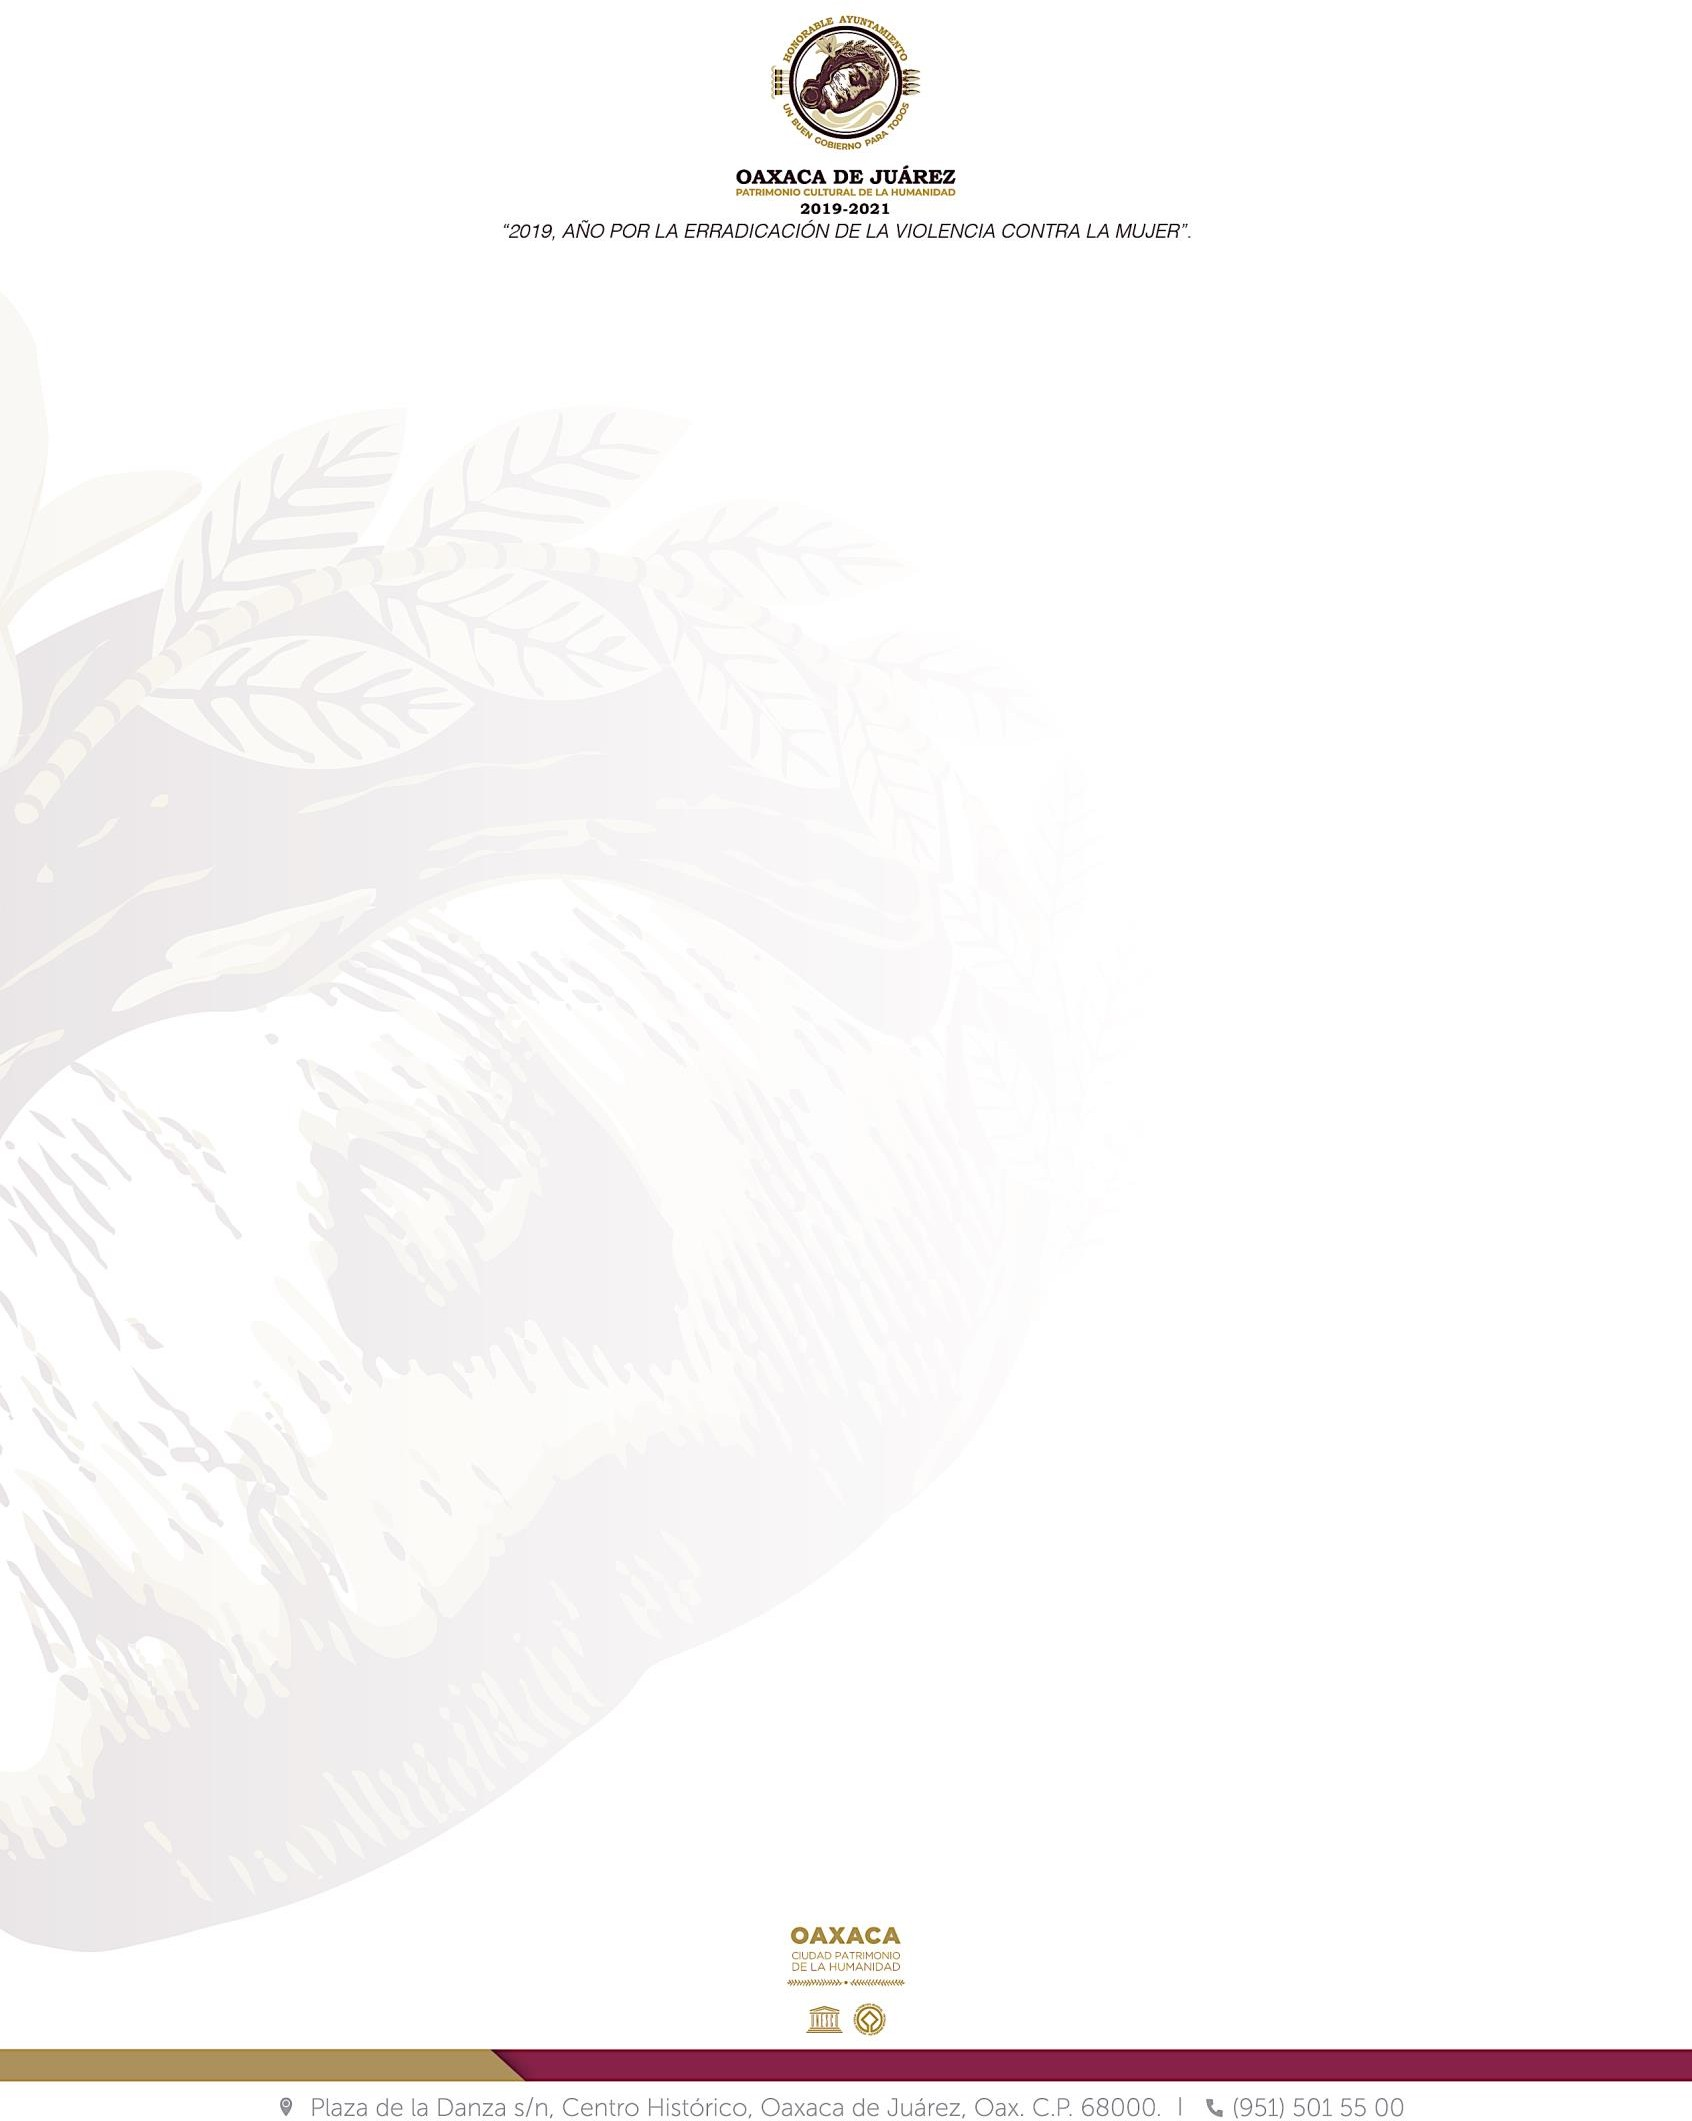 HONORABLE AYUNTAMIENTO
UN BUEN GOBIERNO PARA TODOS
OAXACA DE JUÁREZ
PATRIMONIO CULTURAL DE LA HUMANIDAD
2019-2021
“2019, AÑO POR LA ERRADICACIÓN DE LA VIOLENCIA CONTRA LA MUJER”.
OAXACA
CIUDAD PATRIMONIO
DE LA HUMANIDAD
UNESCO
Plaza de la Danza s/n, Centro Histórico, Oaxaca de Juárez, Oax. C.P. 68000. | (951) 501 55 00